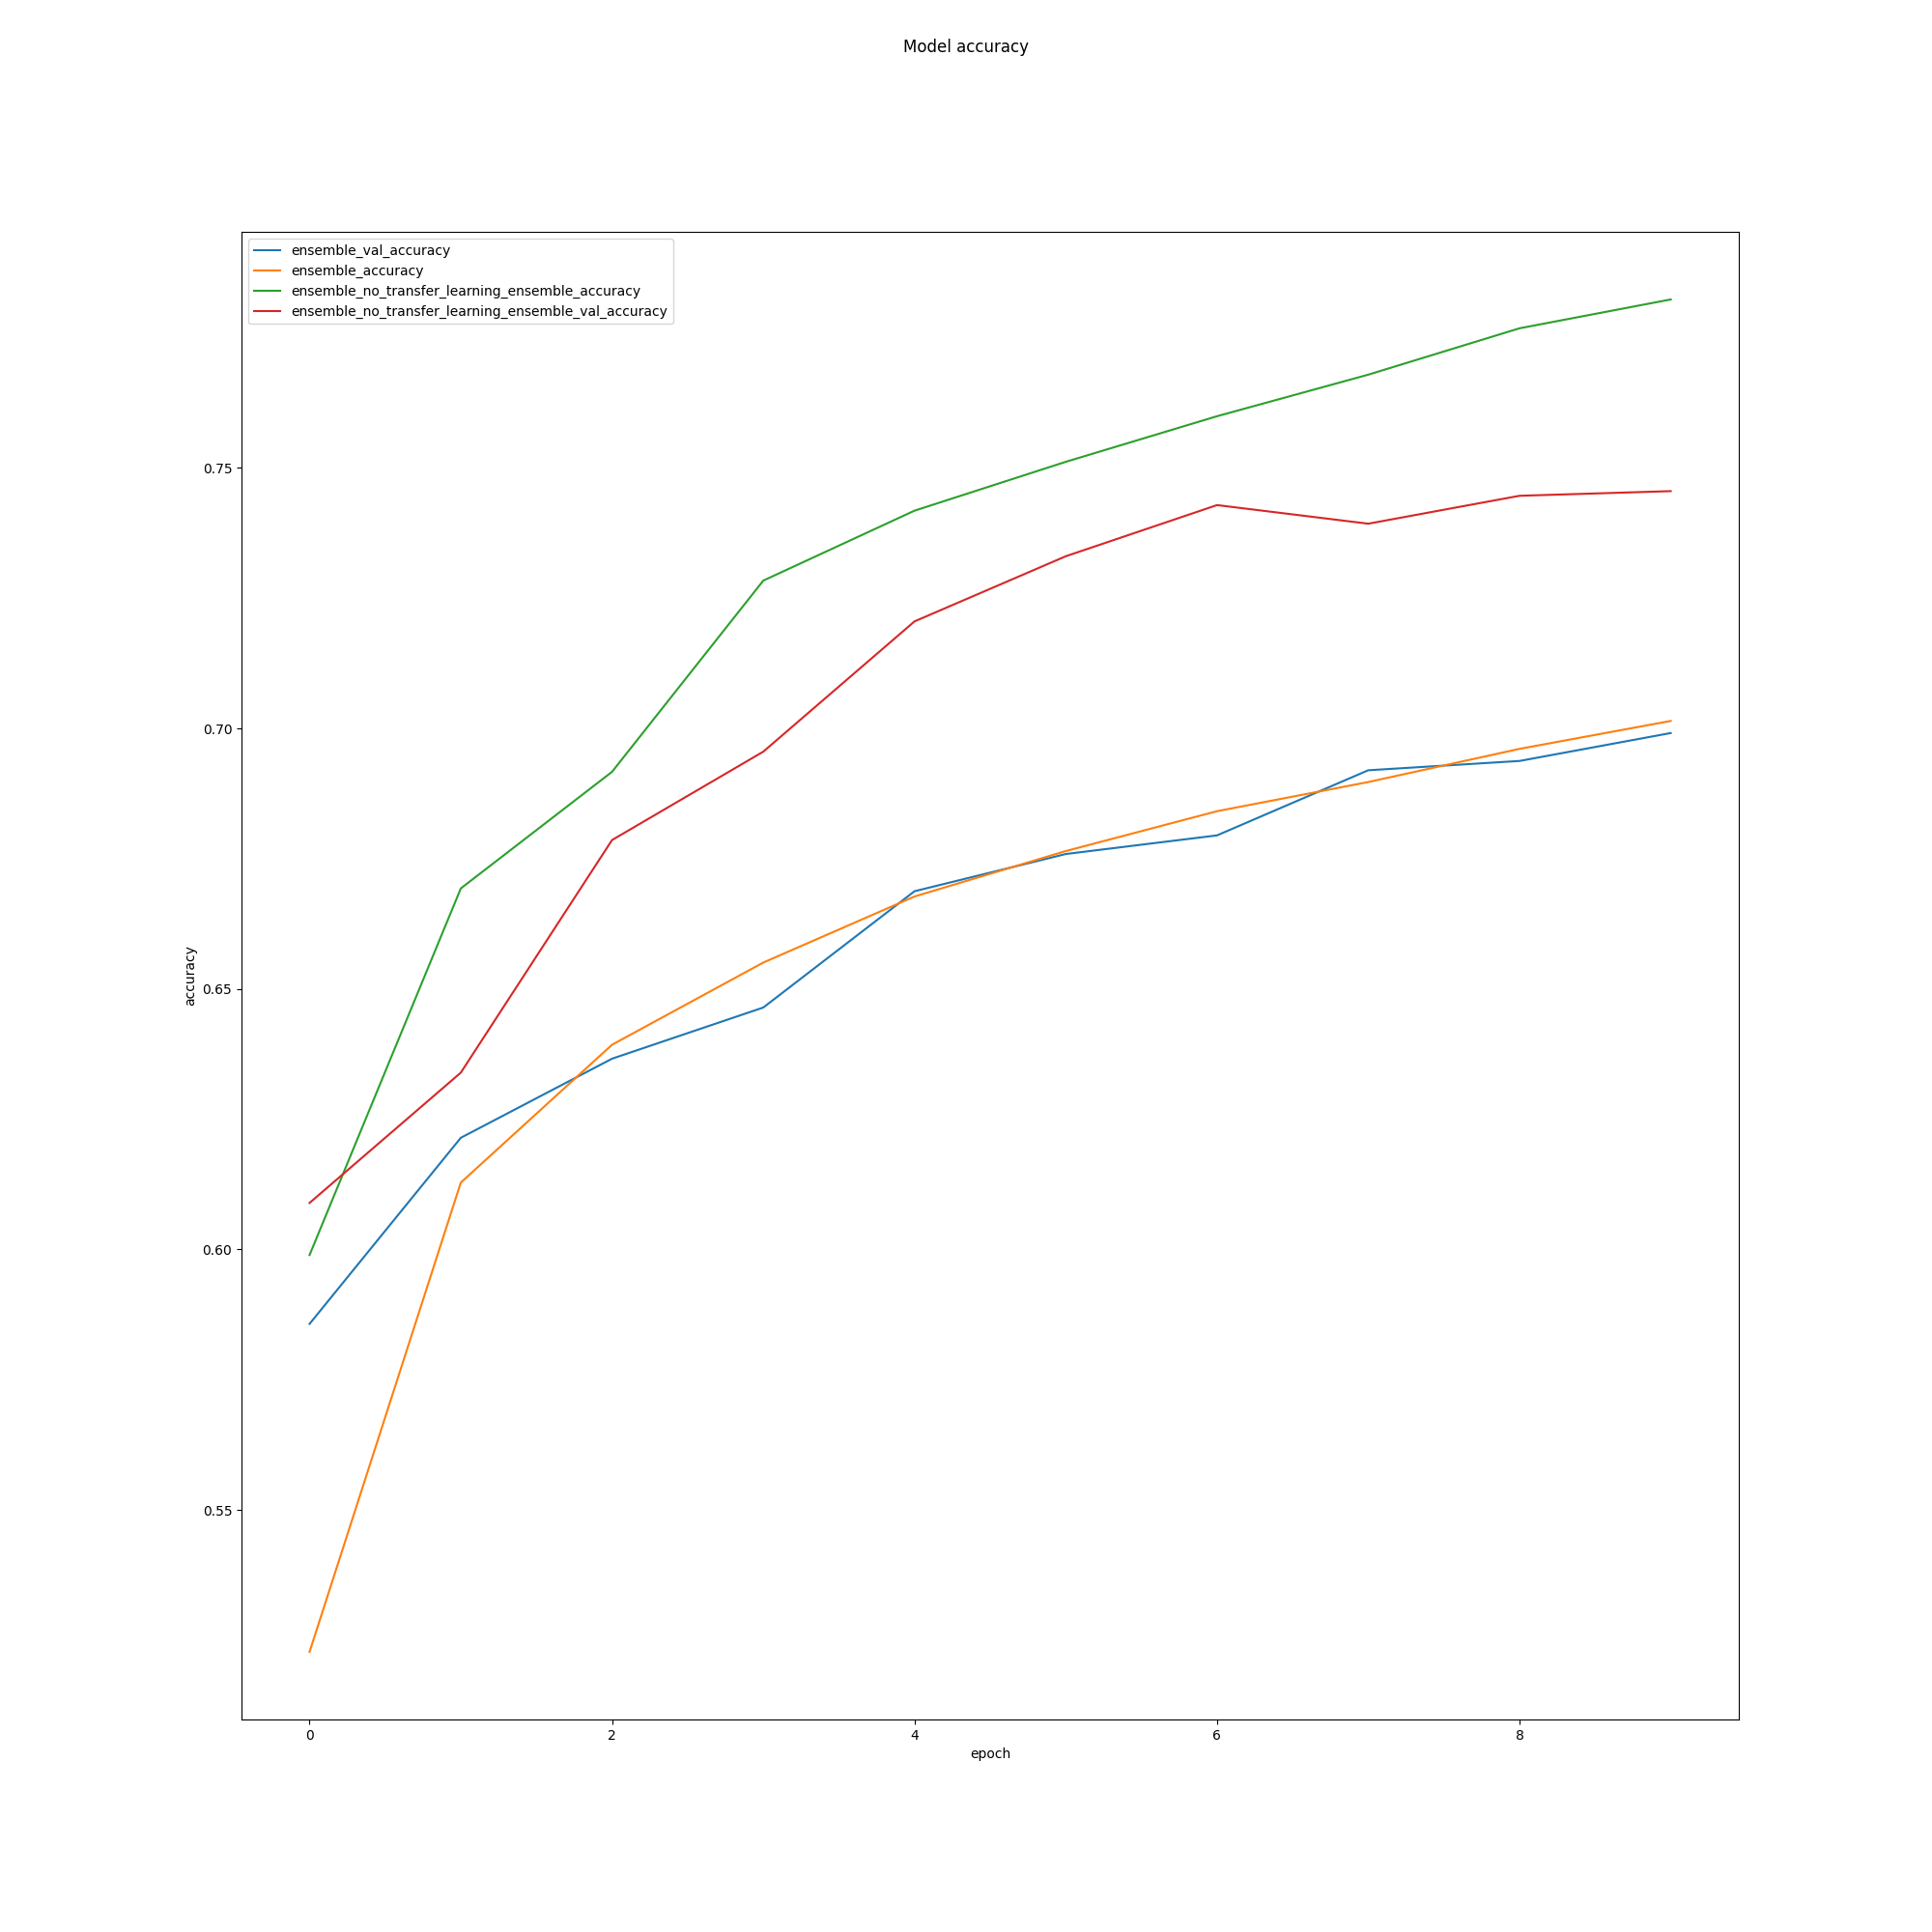 Model accuracy
ensemble_val_accuracy
ensemble_accuracy
ensemble_no_transfer_learning_ensemble_accuracy
ensemble_no_transfer_learning_ensemble_val_accuracy
0.75
0.70
0.65
0.60
0.55
accuracy
0 2 4 6 8
epoch